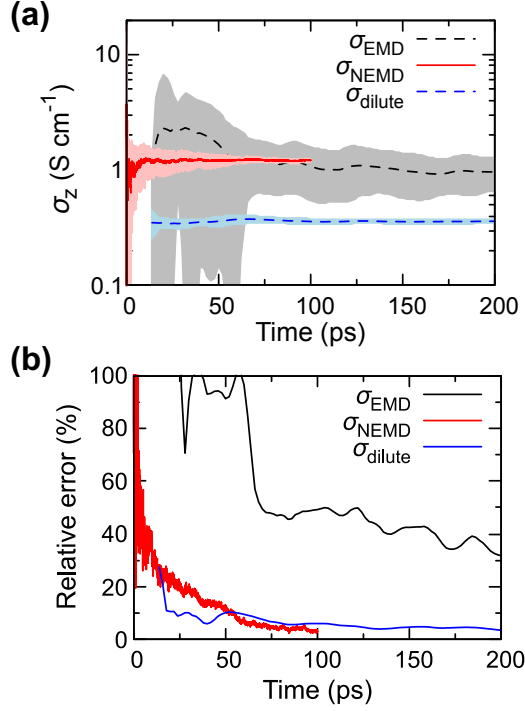 (a)
σ_EMD
σ_NEMD
σ_dilute
10
1
0.1
σ_z (S cm⁻¹)
0 50 100 150 200
Time (ps)
(b)
σ_EMD
σ_NEMD
σ_dilute
100
80
60
40
20
0
Relative error (%)
0 50 100 150 200
Time (ps)